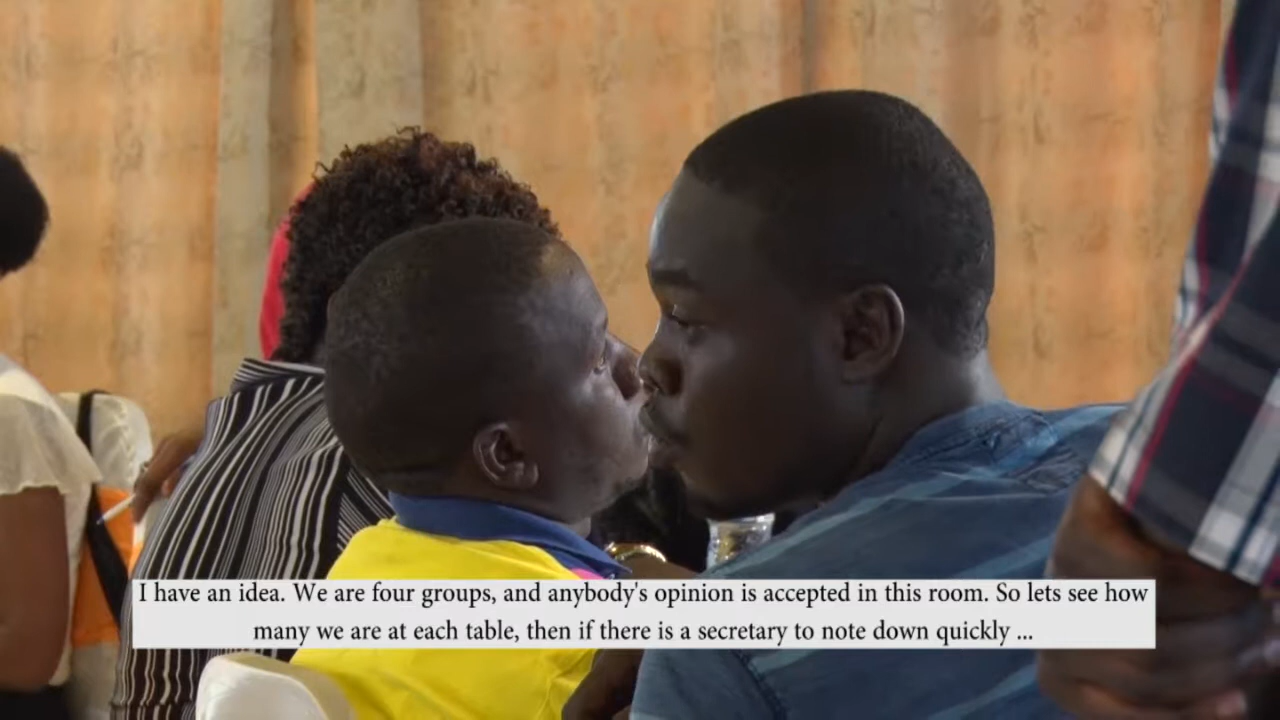 I have an idea. We are four groups, and anybody's opinion is accepted in this room. So lets see how
many we are at each table, then if there is a secretary to note down quickly ...